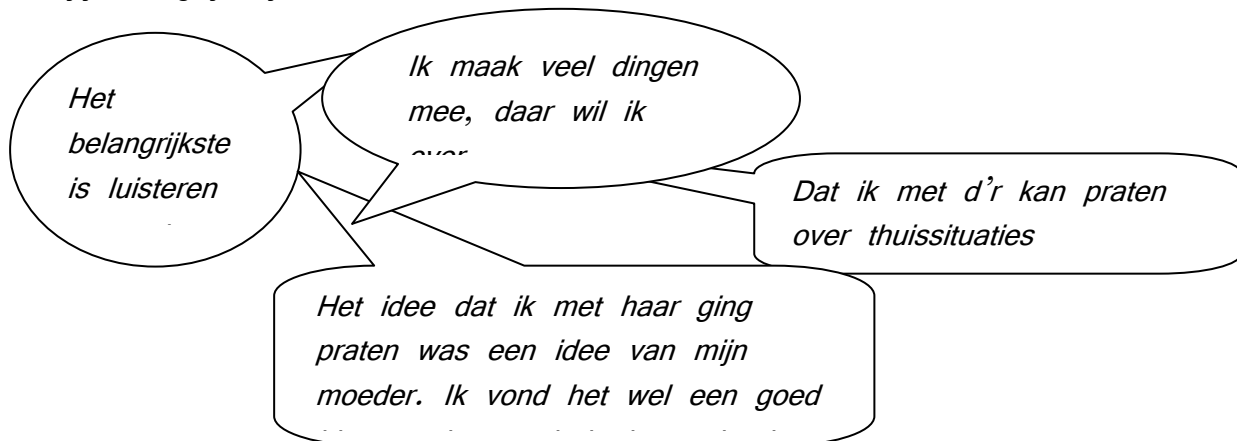 Het
belangrijkste
is luisteren
Ik maak veel dingen
mee, daar wil ik
over
Dat ik met d'r kan praten
over thuissituaties
Het idee dat ik met haar ging
praten was een idee van mijn
moeder. Ik vond het wel een goed